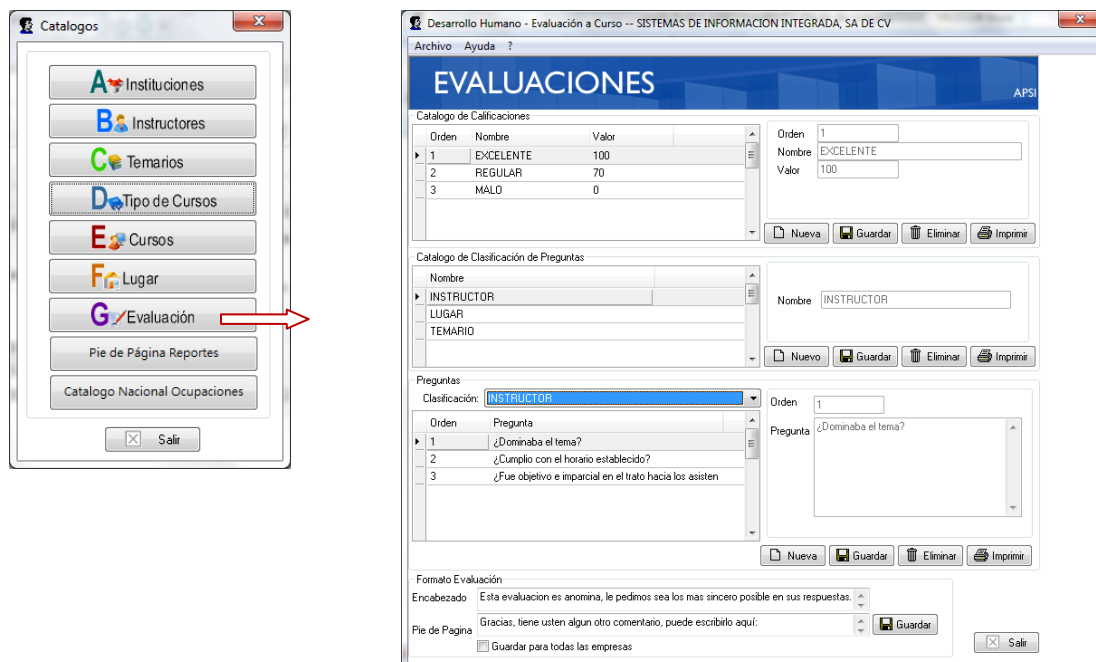 Catalogos
A Instituciones
B Instructores
C Temarios
D Tipo de Cursos
E Cursos
F Lugar
G Evaluación
Pie de Página Reportes
Catalogo Nacional Ocupaciones
Salir
Desarrollo Humano - Evaluación a Curso -- SISTEMAS DE INFORMACION INTEGRADA, SA DE CV
Archivo Ayuda ?
EVALUACIONES
APSI
Catalogo de Calificaciones
Orden Nombre Valor
1 EXCELENTE 100
2 REGULAR 70
3 MALO 0
Orden 1
Nombre EXCELENTE
Valor 100
Nueva Guardar Eliminar Imprimir
Catalogo de Clasificación de Preguntas
Nombre
INSTRUCTOR
LUGAR
TEMARIO
Nombre INSTRUCTOR
Nuevo Guardar Eliminar Imprimir
Preguntas
Clasificación: INSTRUCTOR
Orden Pregunta
1 ¿Dominaba el tema?
2 ¿Cumplio con el horario establecido?
3 ¿Fue objetivo e imparcial en el trato hacia los asisten
Orden 1
Pregunta ¿Dominaba el tema?
Nueva Guardar Eliminar Imprimir
Formato Evaluación
Encabezado Esta evaluacion es anomina, le pedimos sea los mas sincero posible en sus respuestas.
Pie de Pagina Gracias, tiene usten algun otro comentario, puede escribirlo aquí:
Guardar
Guardar para todas las empresas
Salir